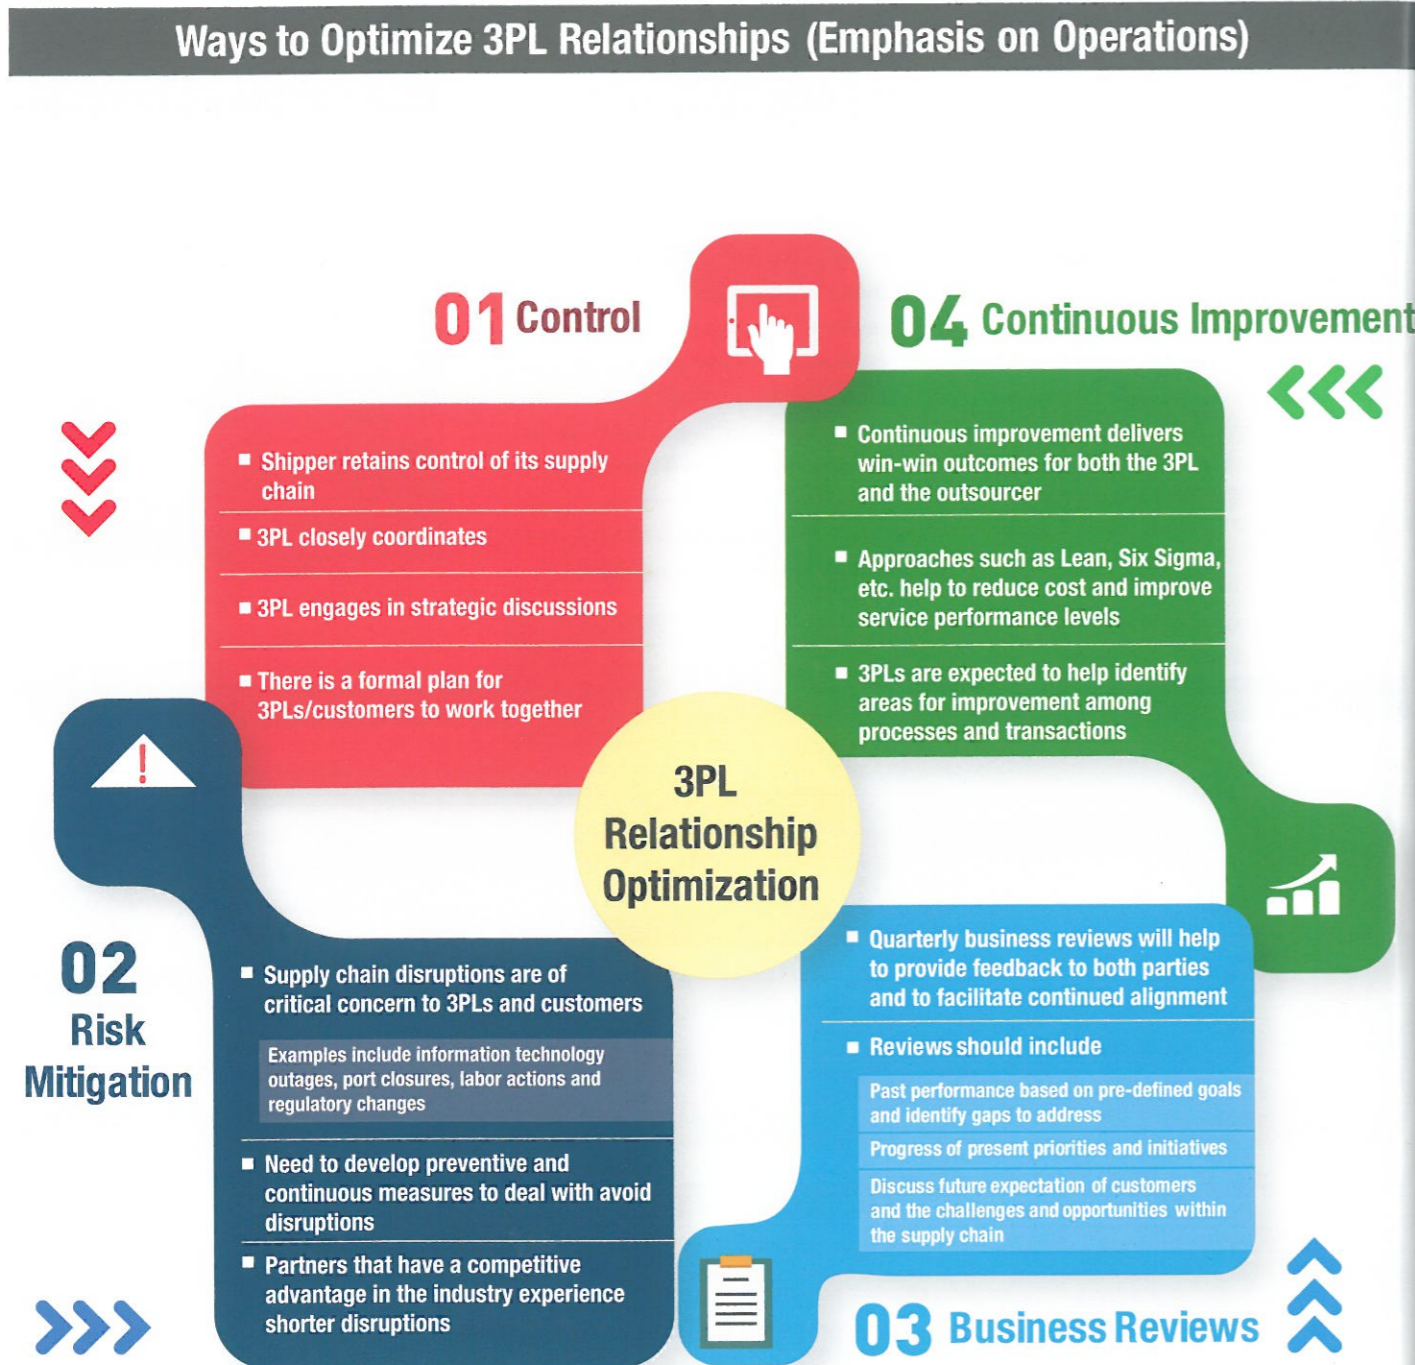 Ways to Optimize 3PL Relationships (Emphasis on Operations)
01 Control
■ Shipper retains control of its supply
chain
■ 3PL closely coordinates
■ 3PL engages in strategic discussions
■ There is a formal plan for
3PLs/customers to work together
02
Risk
Mitigation
■ Supply chain disruptions are of
critical concern to 3PLs and customers
Examples include information technology
outages, port closures, labor actions and
regulatory changes
■ Need to develop preventive and
continuous measures to deal with avoid
disruptions
■ Partners that have a competitive
advantage in the industry experience
shorter disruptions
3PL
Relationship
Optimization
03 Business Reviews
■ Quarterly business reviews will help
to provide feedback to both parties
and to facilitate continued alignment
■ Reviews should include
Past performance based on pre-defined goals
and identify gaps to address
Progress of present priorities and initiatives
Discuss future expectation of customers
and the challenges and opportunities within
the supply chain
04 Continuous Improvement
■ Continuous improvement delivers
win-win outcomes for both the 3PL
and the outsourcer
■ Approaches such as Lean, Six Sigma,
etc. help to reduce cost and improve
service performance levels
■ 3PLs are expected to help identify
areas for improvement among
processes and transactions
!